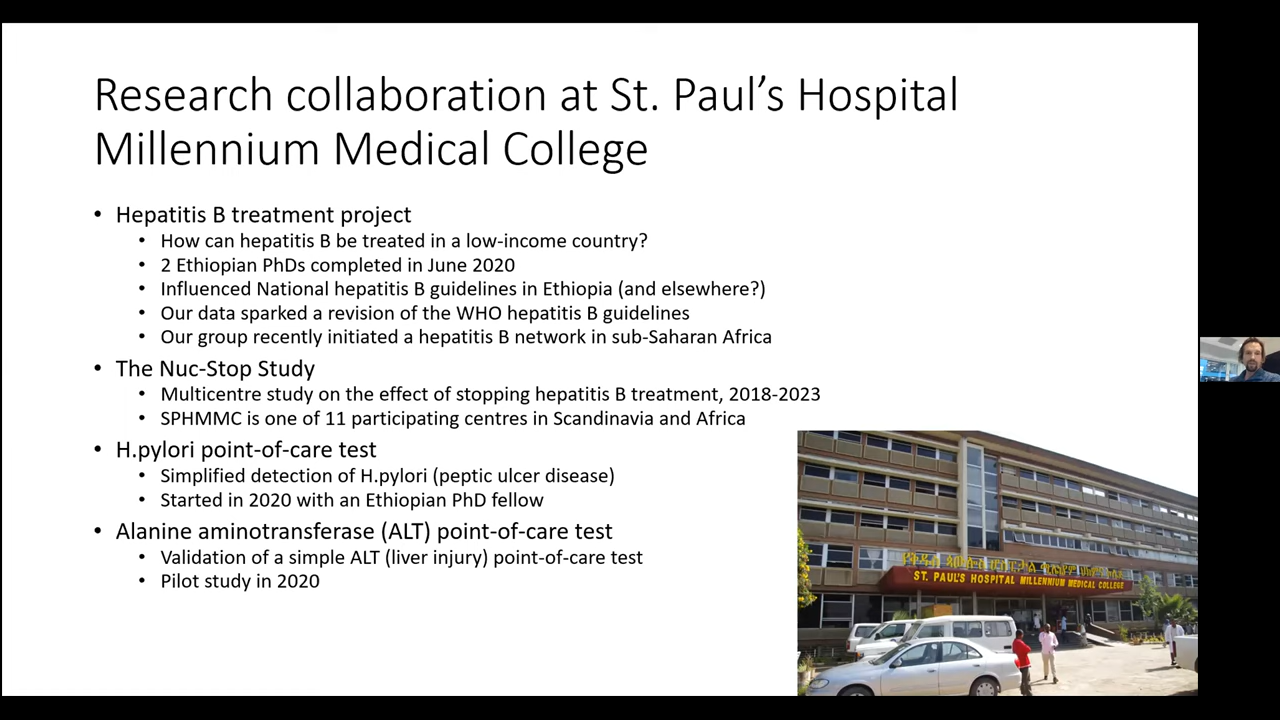 Research collaboration at St. Paul’s Hospital
Millennium Medical College
• Hepatitis B treatment project
• How can hepatitis B be treated in a low-income country?
• 2 Ethiopian PhDs completed in June 2020
• Influenced National hepatitis B guidelines in Ethiopia (and elsewhere?)
• Our data sparked a revision of the WHO hepatitis B guidelines
• Our group recently initiated a hepatitis B network in sub-Saharan Africa
• The Nuc-Stop Study
• Multicentre study on the effect of stopping hepatitis B treatment, 2018-2023
• SPHMMC is one of 11 participating centres in Scandinavia and Africa
• H.pylori point-of-care test
• Simplified detection of H.pylori (peptic ulcer disease)
• Started in 2020 with an Ethiopian PhD fellow
• Alanine aminotransferase (ALT) point-of-care test
• Validation of a simple ALT (liver injury) point-of-care test
• Pilot study in 2020
ST. PAUL'S HOSPITAL MILLENNIUM MEDICAL COLLEGE